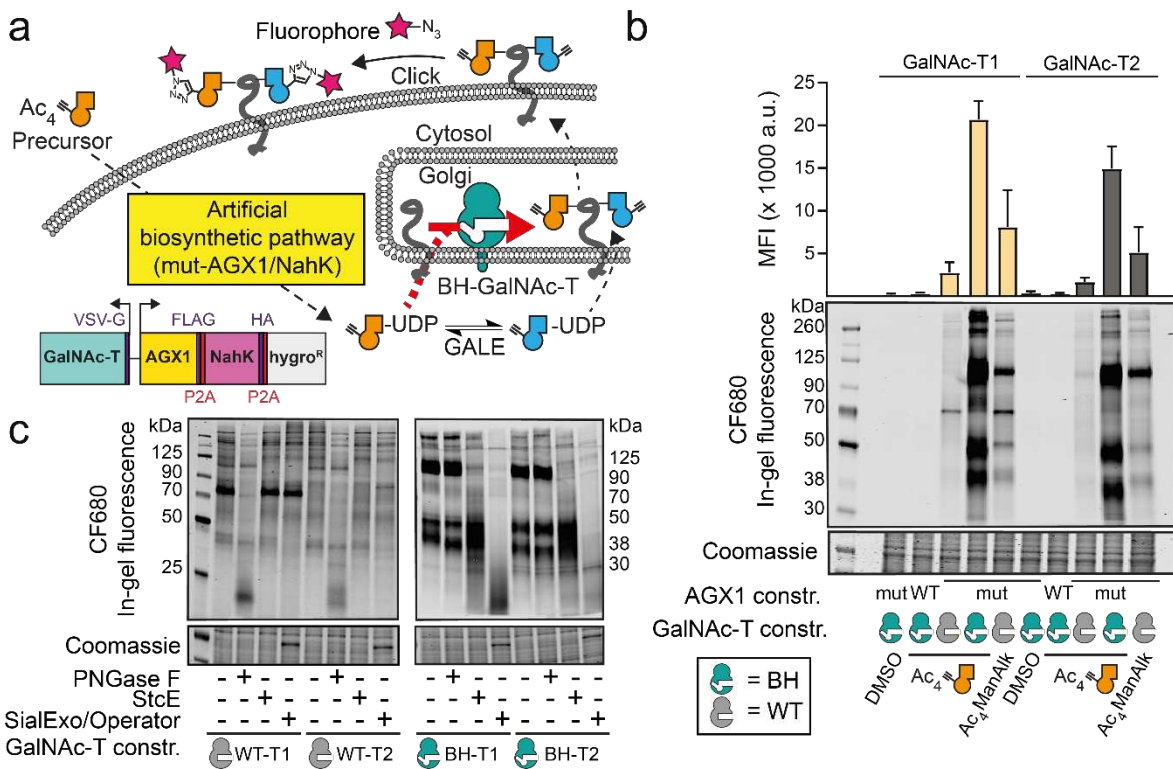 a
Fluorophore
N3
Click
Ac4
Precursor
Cytosol
Golgi
Artificial
biosynthetic pathway
(mut-AGX1/NahK)
BH-GalNAc-T
VSV-G
FLAG
HA
GalNAc-T
AGX1
NahK
hygroR
P2A
P2A
-UDP
GALE
-UDP
N=N
N
N=N
N
b
GalNAc-T1
GalNAc-T2
MFI (x 1000 a.u.)
25
20
15
10
5
kDa
260
125
90
70
50
38
30
CF680
In-gel fluorescence
Coomassie
AGX1 constr.
mut WT mut WT mut
GalNAc-T constr.
DMSO
Ac4
Ac4ManAlk
DMSO
Ac4
Ac4ManAlk
= BH
= WT
c
kDa
125
90
70
50
25
CF680
In-gel fluorescence
kDa
125
90
70
50
38
30
Coomassie
PNGase F - + - - - + - - - + - - - + - -
StcE - - + - - - + - - - + - - - + -
SialExo/Operator - - - + - - - + - - - + - - - +
GalNAc-T constr. WT-T1 WT-T2 BH-T1 BH-T2